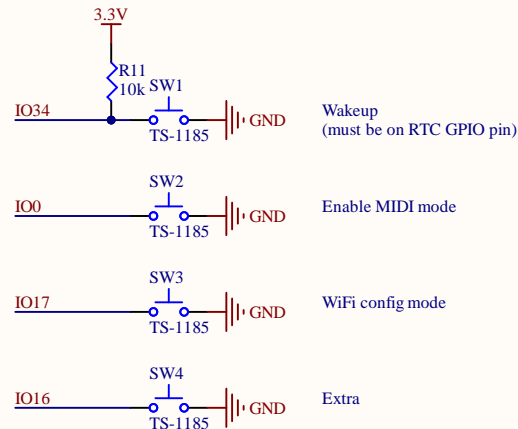 3.3V
R11
10k
SW1
IO34
GND
TS-1185
Wakeup
(must be on RTC GPIO pin)
SW2
IO0
GND
TS-1185
Enable MIDI mode
SW3
IO17
GND
TS-1185
WiFi config mode
SW4
IO16
GND
TS-1185
Extra